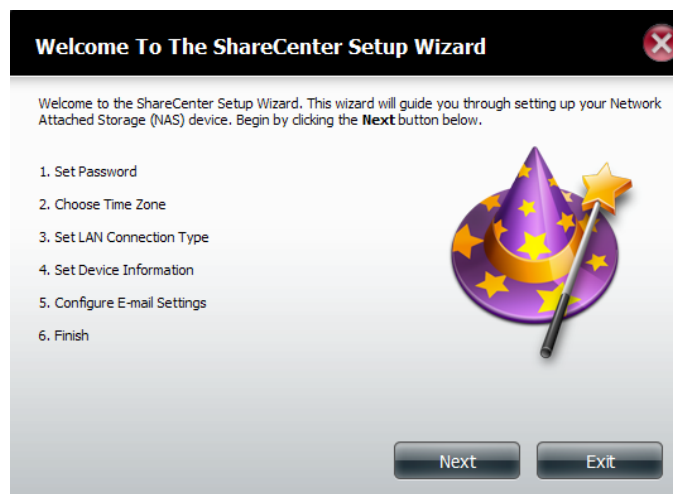 Welcome To The ShareCenter Setup Wizard
Welcome to the ShareCenter Setup Wizard. This wizard will guide you through setting up your Network
Attached Storage (NAS) device. Begin by clicking the Next button below.
1. Set Password
2. Choose Time Zone
3. Set LAN Connection Type
4. Set Device Information
5. Configure E-mail Settings
6. Finish
Next
Exit